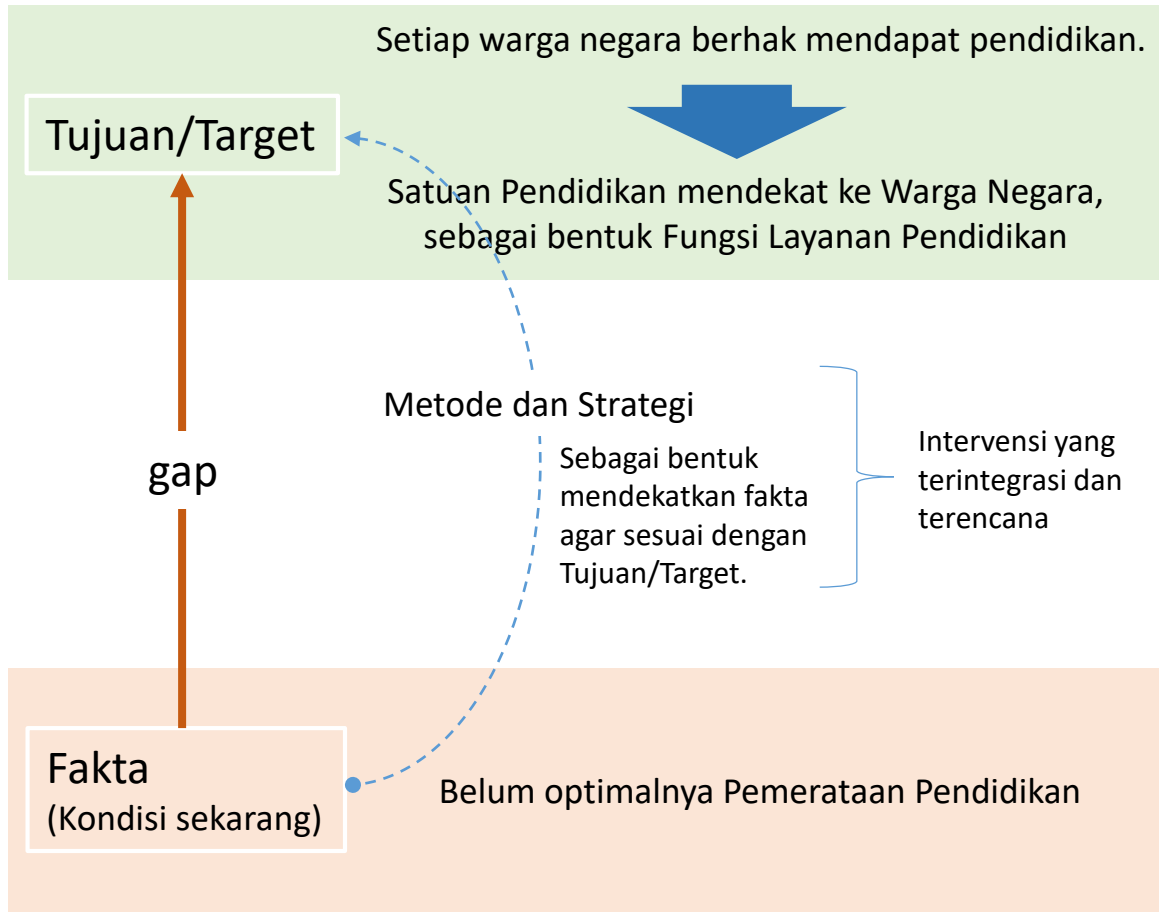 Setiap warga negara berhak mendapat pendidikan.
Tujuan/Target
Satuan Pendidikan mendekat ke Warga Negara,
sebagai bentuk Fungsi Layanan Pendidikan
Metode dan Strategi
gap
Sebagai bentuk
mendekatkan fakta
agar sesuai dengan
Tujuan/Target.
Intervensi yang
terintegrasi dan
terencana
Fakta
(Kondisi sekarang)
Belum optimalnya Pemerataan Pendidikan